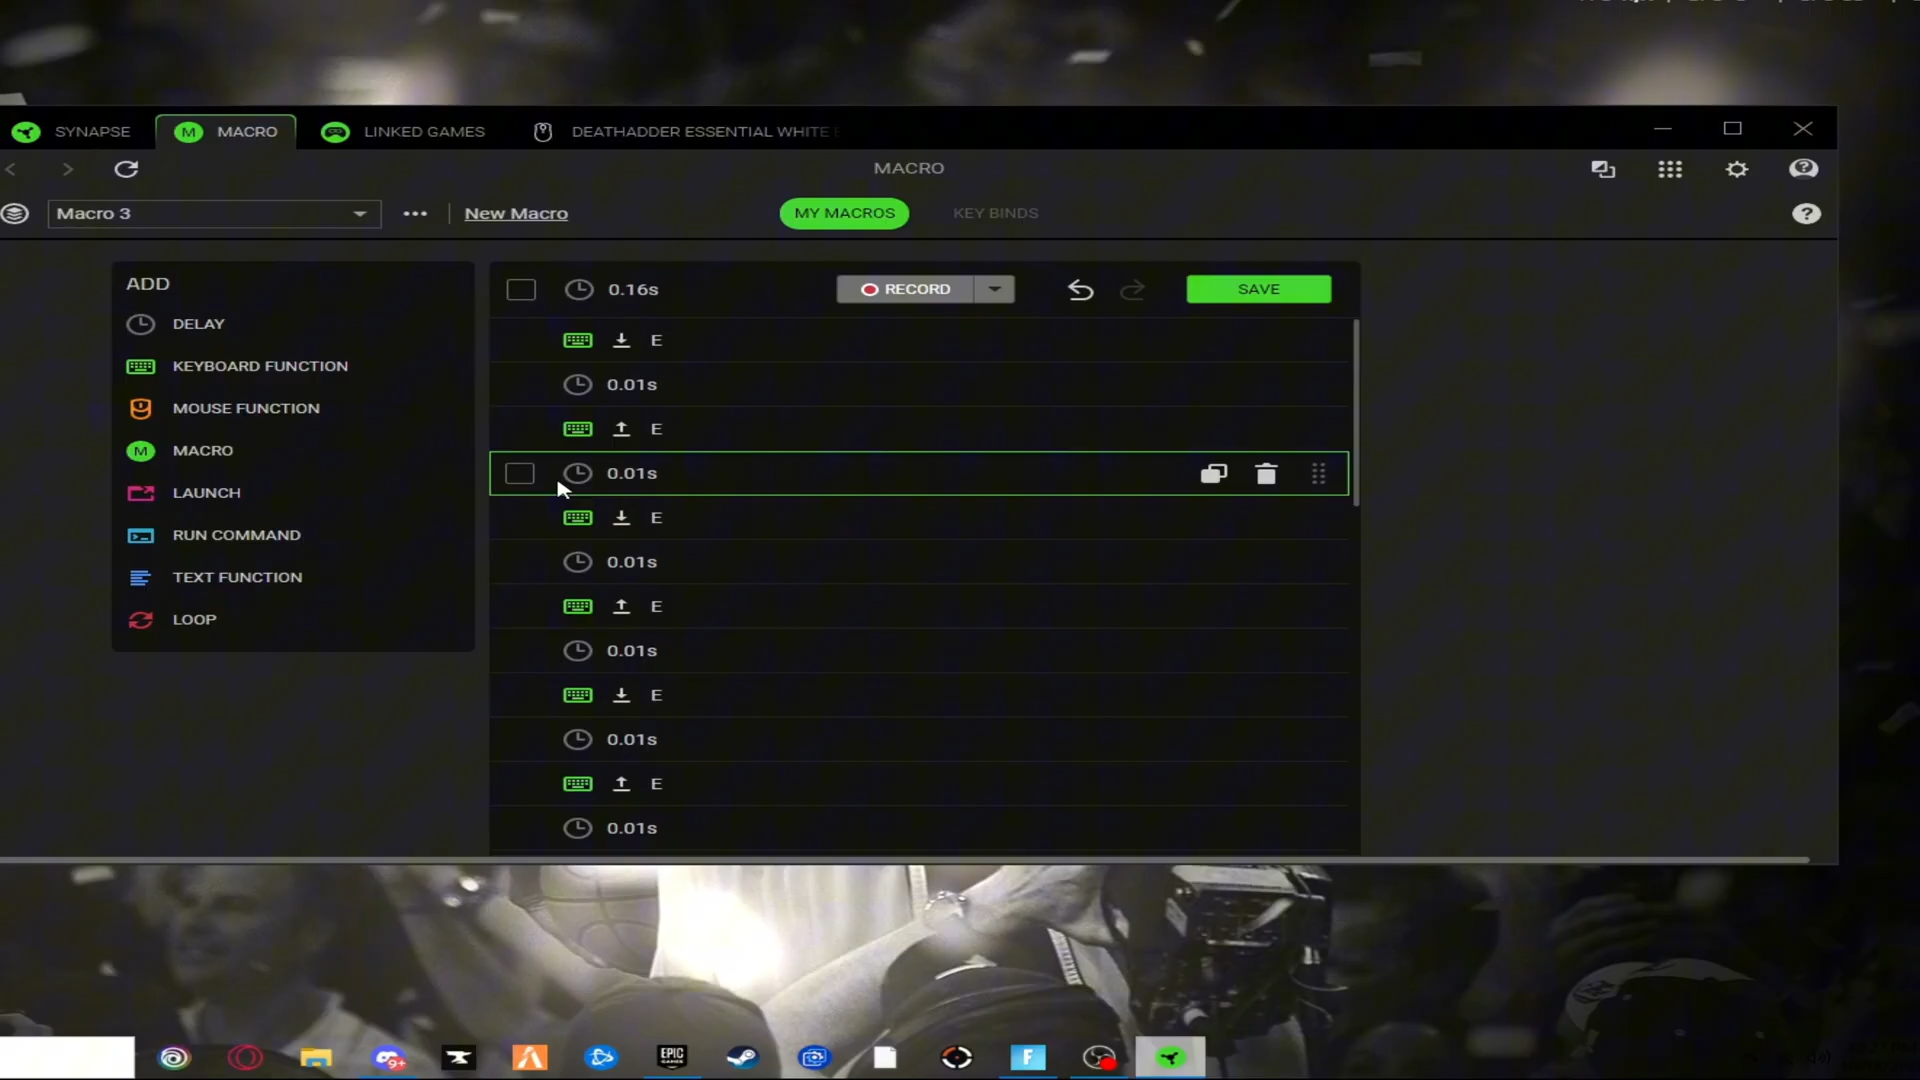 SYNAPSE
M MACRO
LINKED GAMES
DEATHADDER ESSENTIAL WHITE
MACRO
Macro 3
New Macro
MY MACROS
KEY BINDS
?
ADD
DELAY
KEYBOARD FUNCTION
MOUSE FUNCTION
M MACRO
LAUNCH
RUN COMMAND
TEXT FUNCTION
LOOP
0.16s
RECORD
SAVE
E
0.01s
E
0.01s
E
0.01s
E
0.01s
E
0.01s
E
0.01s
9+
EPIC
GAMES
F